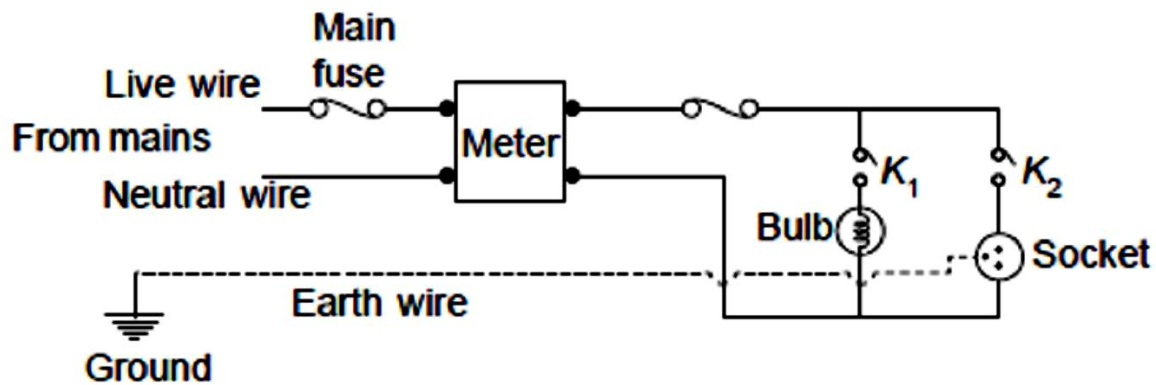 Main
fuse
Live wire
From mains
Meter
Neutral wire
K1
K2
Bulb
Socket
Earth wire
Ground